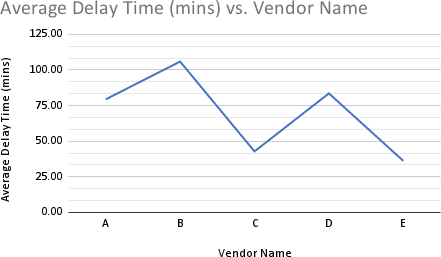 Average Delay Time (mins) vs. Vendor Name
Average Delay Time (mins)
125.00
100.00
75.00
50.00
25.00
0.00
A B C D E
Vendor Name